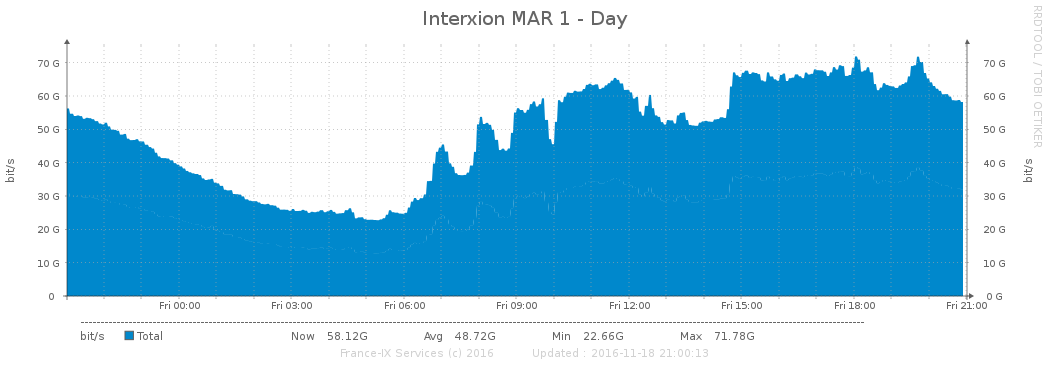 Interxion MAR 1 - Day
RRDTOOL / TOBI OETIKER
bit/s
70 G
60 G
50 G
40 G
30 G
20 G
10 G
0
70 G
60 G
50 G
40 G
30 G
20 G
10 G
0 G
bit/s
Fri 00:00 Fri 03:00 Fri 06:00 Fri 09:00 Fri 12:00 Fri 15:00 Fri 18:00 Fri 21:00
bit/s Total Now 58.12G Avg 48.72G Min 22.66G Max 71.78G
France-IX Services (c) 2016 Updated : 2016-11-18 21:00:13